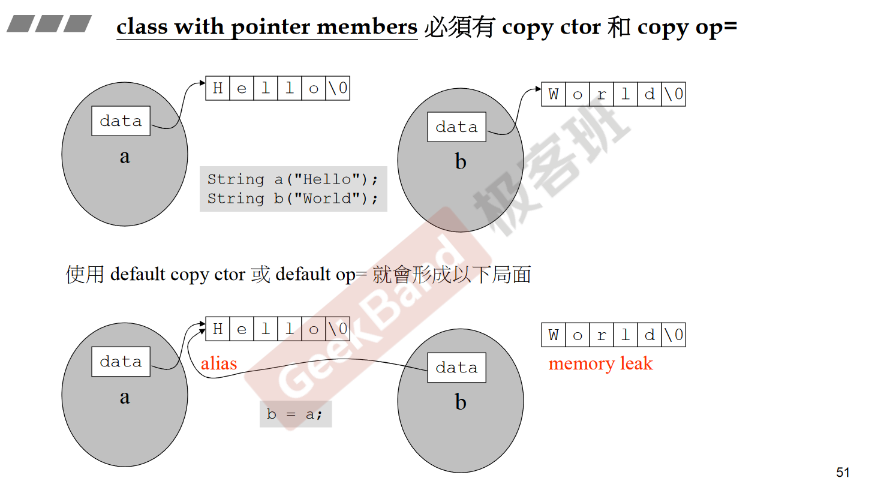 class with pointer members 必須有 copy ctor 和 copy op=
H e l l o \0
W o r l d \0
data
data
a
b
String a("Hello");
String b("World");
使用 default copy ctor 或 default op= 就會形成以下局面
H e l l o \0
W o r l d \0
data
alias
data
memory leak
a
b
b = a;
GeekBand 极客班
51